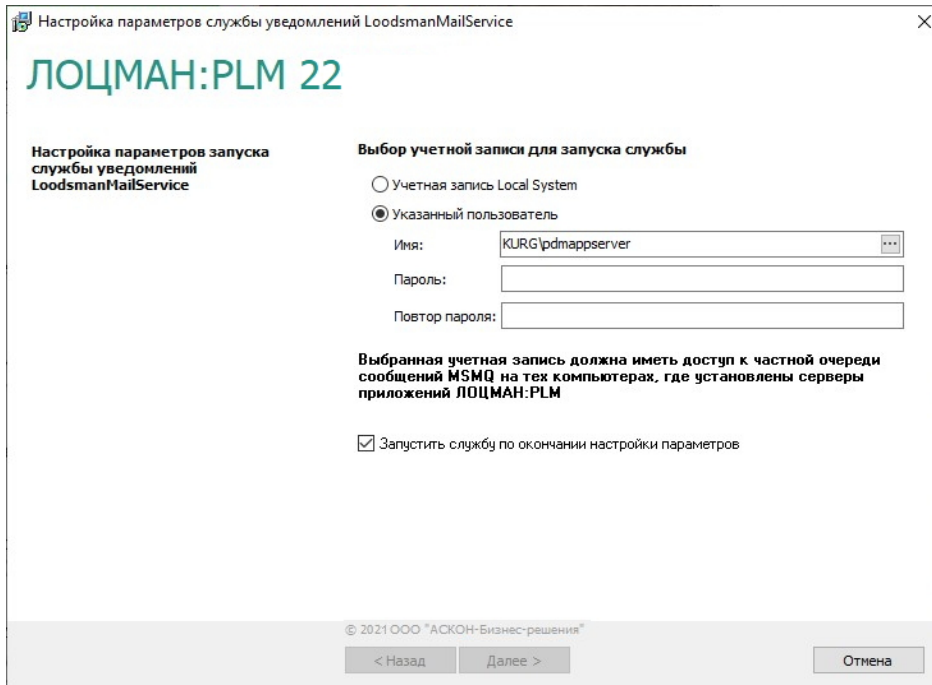 Настройка параметров службы уведомлений LoodsmanMailService
ЛОЦМАН:PLM 22
Настройка параметров запуска
службы уведомлений
LoodsmanMailService
Выбор учетной записи для запуска службы
Учетная запись Local System
Указанный пользователь
Имя: KURG\pdmappserver ...
Пароль:
Повтор пароля:
Выбранная учетная запись должна иметь доступ к частной очереди
сообщений MSMQ на тех компьютерах, где установлены серверы
приложений ЛОЦМАН:PLM
Запустить службу по окончании настройки параметров
© 2021 ООО "АСКОН-Бизнес-решения"
< Назад Далее > Отмена